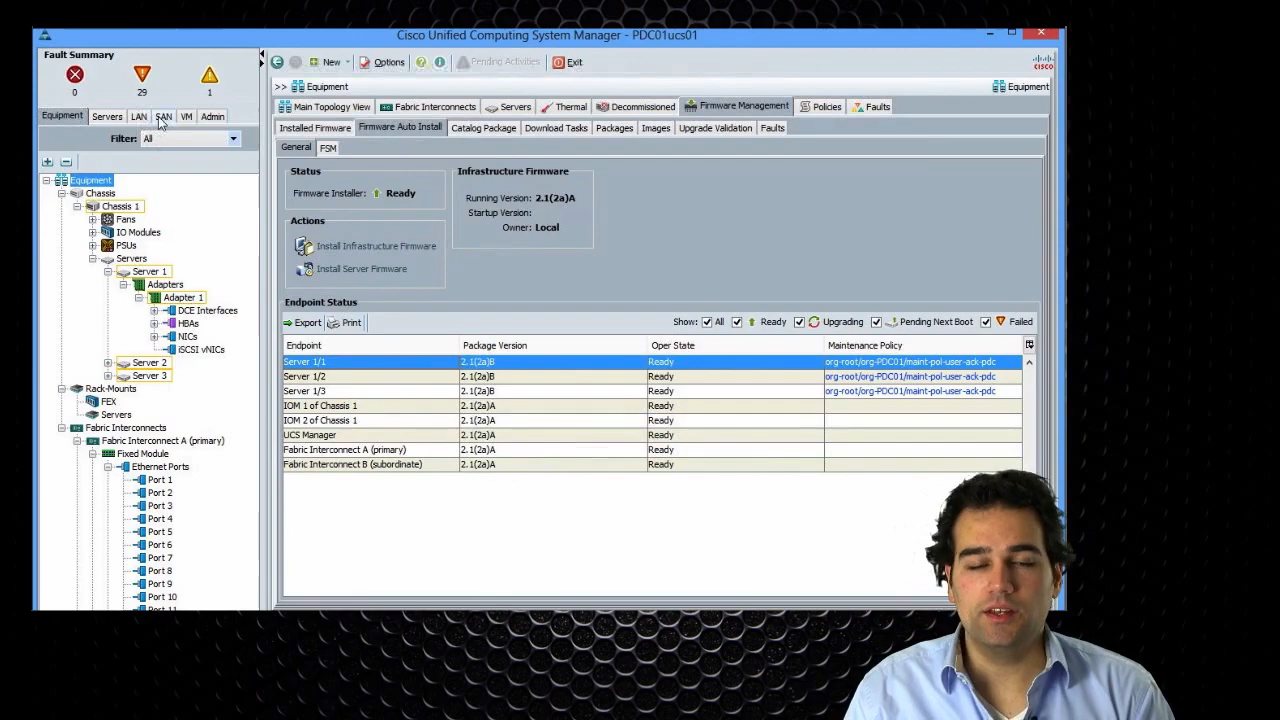 Cisco Unified Computing System Manager - PDC01ucs01
Fault Summary
0 29 1
Equipment Servers LAN SAN VM Admin
Filter: All
Equipment
Chassis
Chassis 1
Fans
IO Modules
PSUs
Servers
Server 1
Adapters
Adapter 1
DCE Interfaces
HBAs
NICs
iSCSI vNICs
Server 2
Server 3
Rack-Mounts
FEX
Servers
Fabric Interconnects
Fabric Interconnect A (primary)
Fixed Module
Ethernet Ports
Port 1
Port 2
Port 3
Port 4
Port 5
Port 6
Port 7
Port 8
Port 9
Port 10
Port 11
New Options Pending Activities Exit
CISCO
>> Equipment Equipment
Main Topology View Fabric Interconnects Servers Thermal Decommissioned Firmware Management Policies Faults
Installed Firmware Firmware Auto Install Catalog Package Download Tasks Packages Images Upgrade Validation Faults
General FSM
Status
Firmware Installer: Ready
Actions
Install Infrastructure Firmware
Install Server Firmware
Infrastructure Firmware
Running Version: 2.1(2a)A
Startup Version:
Owner: Local
Endpoint Status
Export Print Show: All Ready Upgrading Pending Next Boot Failed
Endpoint Package Version Oper State Maintenance Policy
Server 1/1 2.1(2a)B Ready org-root/org-PDC01/maint-pol-user-ack-pdc
Server 1/2 2.1(2a)B Ready org-root/org-PDC01/maint-pol-user-ack-pdc
Server 1/3 2.1(2a)B Ready org-root/org-PDC01/maint-pol-user-ack-pdc
IOM 1 of Chassis 1 2.1(2a)A Ready
IOM 2 of Chassis 1 2.1(2a)A Ready
UCS Manager 2.1(2a)A Ready
Fabric Interconnect A (primary) 2.1(2a)A Ready
Fabric Interconnect B (subordinate) 2.1(2a)A Ready